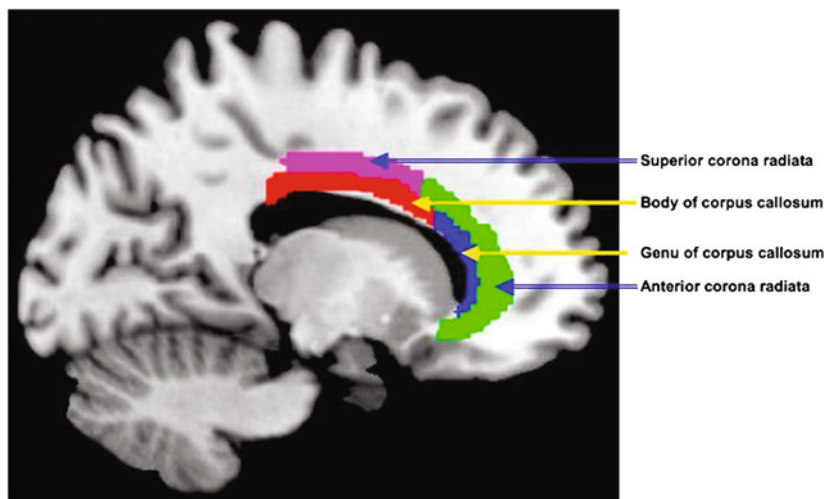 Superior corona radiata
Body of corpus callosum
Genu of corpus callosum
Anterior corona radiata